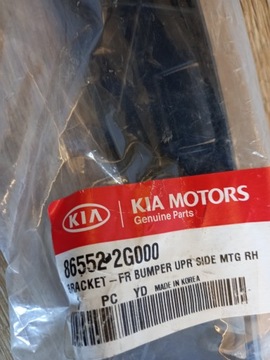 KIA
KIA MOTORS
Genuine Parts
86552-2G000
BRACKET-FR BUMPER UPR SIDE MTG RH
PC YD MADE IN KOREA